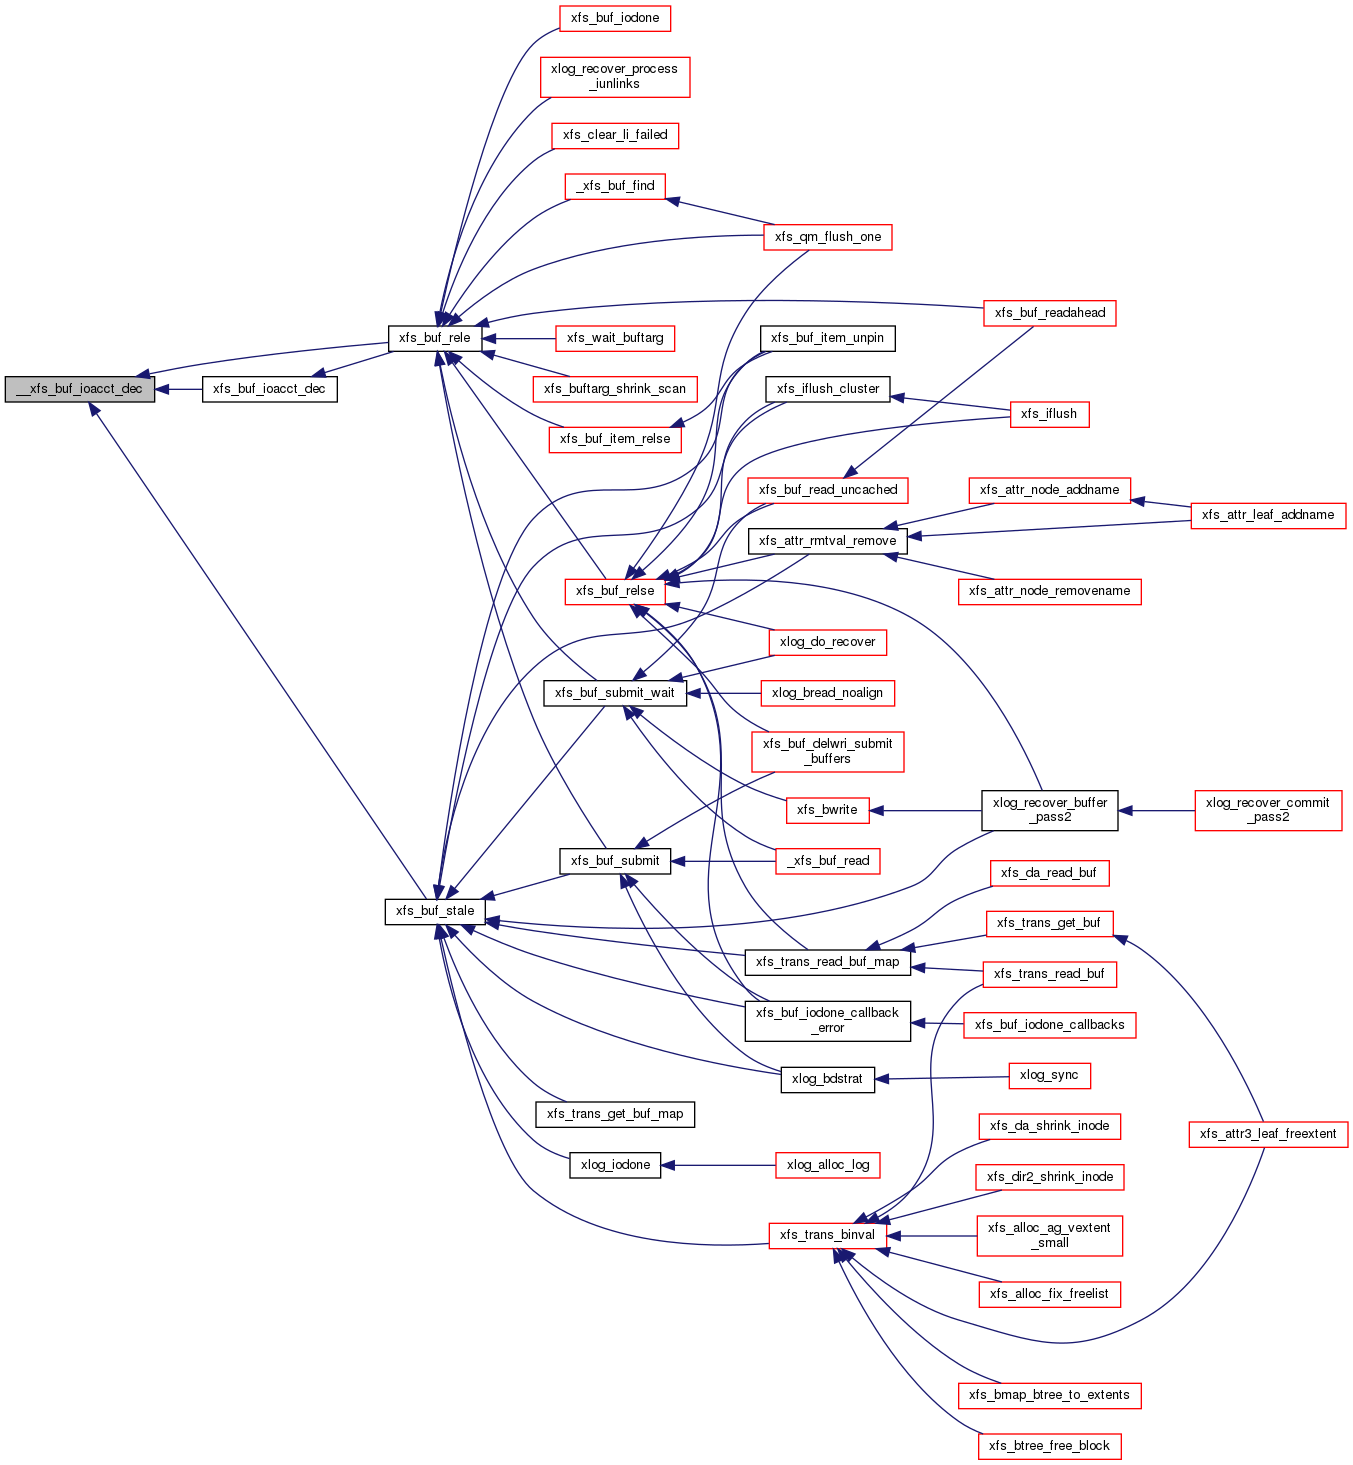 xfs_buf_iodone
xlog_recover_process
_iunlinks
xfs_clear_li_failed
_xfs_buf_find
xfs_qm_flush_one
xfs_buf_readahead
xfs_buf_rele
xfs_wait_buftarg
xfs_buf_item_unpin
__xfs_buf_ioacct_dec
xfs_buf_ioacct_dec
xfs_buftarg_shrink_scan
xfs_iflush_cluster
xfs_iflush
xfs_buf_item_relse
xfs_buf_read_uncached
xfs_attr_node_addname
xfs_attr_leaf_addname
xfs_attr_rmtval_remove
xfs_buf_relse
xfs_attr_node_removename
xlog_do_recover
xfs_buf_submit_wait
xlog_bread_noalign
xfs_buf_delwri_submit
_buffers
xfs_bwrite
xlog_recover_buffer
_pass2
xlog_recover_commit
_pass2
xfs_buf_submit
_xfs_buf_read
xfs_da_read_buf
xfs_buf_stale
xfs_trans_get_buf
xfs_trans_read_buf_map
xfs_trans_read_buf
xfs_buf_iodone_callback
_error
xfs_buf_iodone_callbacks
xlog_bdstrat
xlog_sync
xfs_trans_get_buf_map
xfs_da_shrink_inode
xfs_attr3_leaf_freextent
xlog_iodone
xlog_alloc_log
xfs_dir2_shrink_inode
xfs_trans_binval
xfs_alloc_ag_vextent
_small
xfs_alloc_fix_freelist
xfs_bmap_btree_to_extents
xfs_btree_free_block